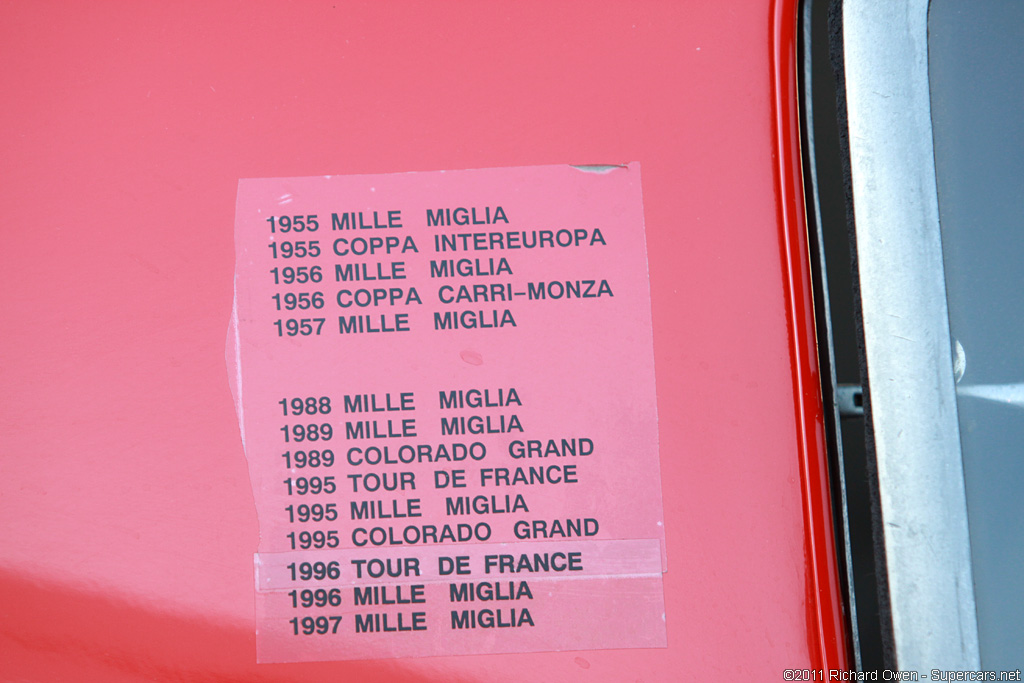 1955 MILLE MIGLIA
1955 COPPA INTEREUROPA
1956 MILLE MIGLIA
1956 COPPA CARRI-MONZA
1957 MILLE MIGLIA
1988 MILLE MIGLIA
1989 MILLE MIGLIA
1989 COLORADO GRAND
1995 TOUR DE FRANCE
1995 MILLE MIGLIA
1995 COLORADO GRAND
1996 TOUR DE FRANCE
1996 MILLE MIGLIA
1997 MILLE MIGLIA
©2011 Richard Owen - Supercars.net